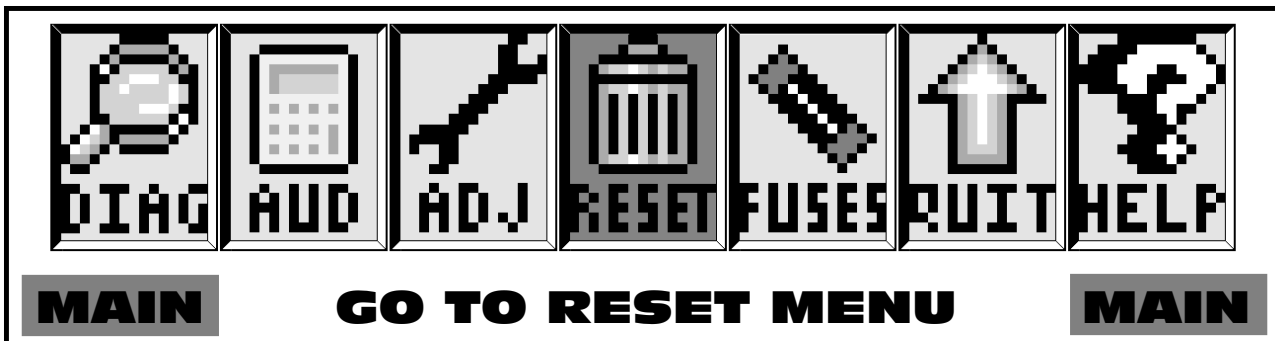 DIAG AUD ADJ RESET FUSES QUIT HELP
MAIN GO TO RESET MENU MAIN